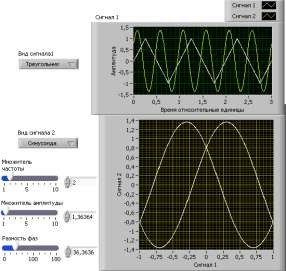 Сигнал 1
Сигнал 2
Сигнал 1
Вид сигнала1
Треугольник
Амплитуда
1,5
1
0,5
0
-0,5
-1
-1,5
0 0,5 1 1,5 2 2,5 3
Время относительные единицы
Вид сигнала 2
Синусоида
Множитель частоты
1 5 10
2
Множитель амплитуды
1 5 10
1,36364
Разность фаз
0 100
36,3636
Сигнал 2
1,4
1,2
1
0,8
0,6
0,4
0,2
0
-0,2
-0,4
-0,6
-0,8
-1
-1,2
-1,4
-1 -0,75 -0,5 -0,25 0 0,25 0,5 0,75 1
Сигнал 1